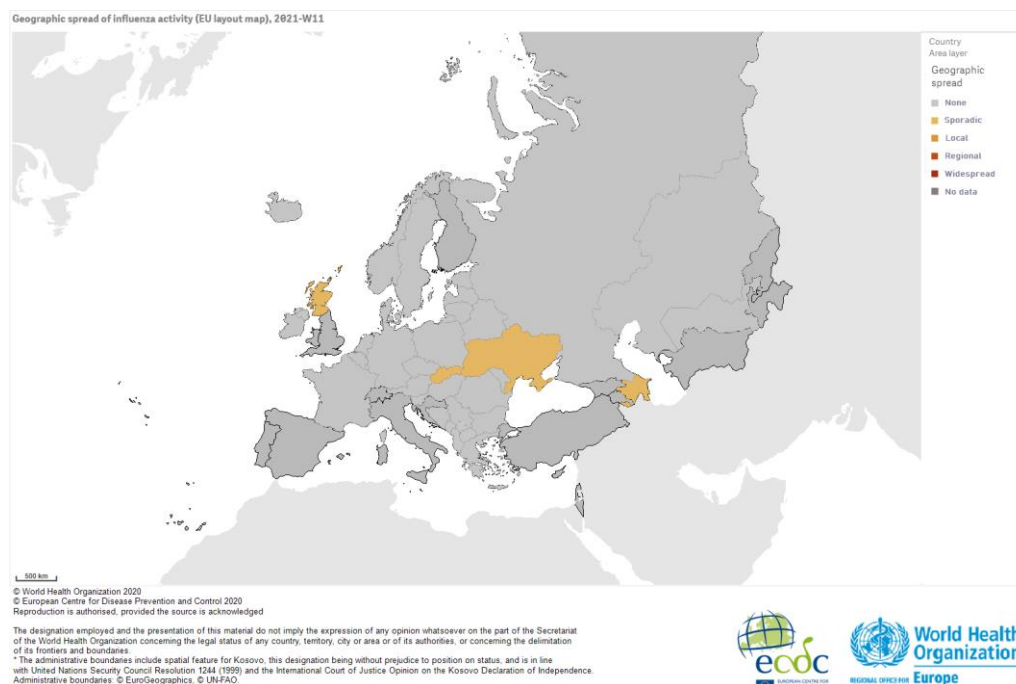 Geographic spread of influenza activity (EU layout map), 2021-W11
Country
Area layer
Geographic
spread
None
Sporadic
Local
Regional
Widespread
No data
500 km
© World Health Organization 2020
© European Centre for Disease Prevention and Control 2020
Reproduction is authorised, provided the source is acknowledged
The designation employed and the presentation of this material do not imply the expression of any opinion whatsoever on the part of the Secretariat
of the World Health Organization concerning the legal status of any country, territory, city or area or of its authorities, or concerning the delimitation
of its frontiers and boundaries.
* The administrative boundaries include spatial feature for Kosovo, this designation being without prejudice to position on status, and is in line
with United Nations Security Council Resolution 1244 (1999) and the International Court of Justice Opinion on the Kosovo Declaration of Independence.
Administrative boundaries: © EuroGeographics, © UN-FAO.
ecdc
EUROPEAN CENTRE FOR
World Health
Organization
REGIONAL OFFICE FOR Europe